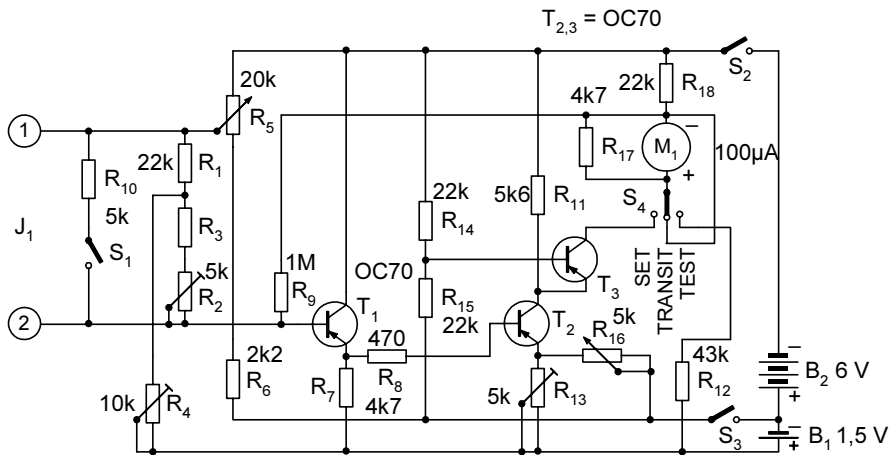 T2,3 = OC70
S2
20k
R5
22k
R18
4k7
1
22k
R1
R17
M1
−
+
100µA
R10
5k
J1
S1
R3
5k
R2
22k
R14
5k6
R11
S4
SET
TRANSIT
TEST
1M
R9
OC70
T3
2
T1
R15
22k
T2
5k
R16
470
R8
2k2
R6
43k
R12
−
B2 6 V
+
10k
R4
R7
4k7
5k
R13
S3
−
B1 1,5 V
+